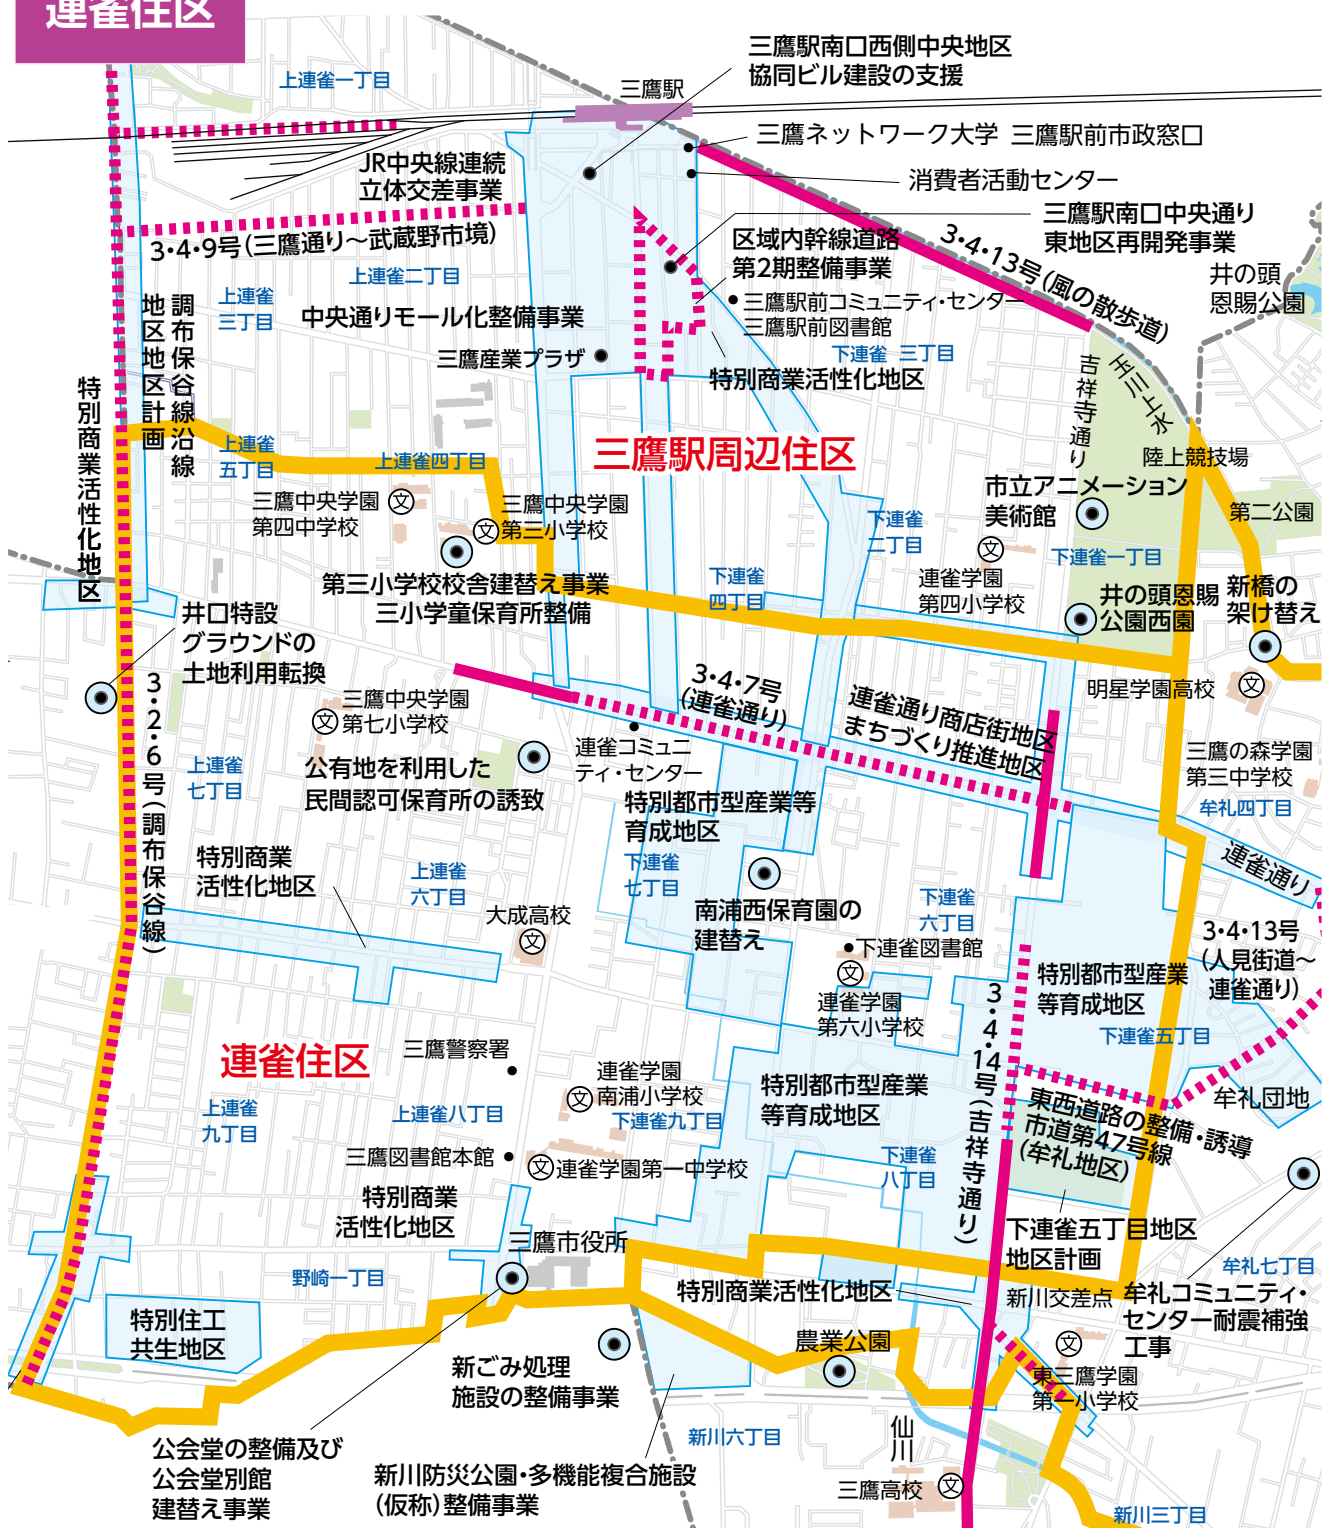 連雀住区
三鷹駅南口西側中央地区
協同ビル建設の支援
上連雀一丁目
三鷹駅
三鷹ネットワーク大学 三鷹駅前市政窓口
JR中央線連続
立体交差事業
消費者活動センター
三鷹駅南口中央通り
東地区再開発事業
3・4・9号(三鷹通り〜武蔵野市境)
区域内幹線道路
第2期整備事業
3・4・13号(風の散歩道)
井の頭
恩賜公園
上連雀二丁目
上連雀
三丁目
調布保谷線沿線
地区地区計画
中央通りモール化整備事業
三鷹駅前コミュニティ・センター
三鷹駅前図書館
下連雀 三丁目
三鷹産業プラザ
特別商業活性化地区
吉祥寺通り
玉川上水
特別商業活性化地区
三鷹駅周辺住区
上連雀
五丁目
上連雀四丁目
陸上競技場
三鷹中央学園
第四中学校
文
三鷹中央学園
第三小学校
文
市立アニメーション
美術館
第二公園
下連雀
二丁目
文
下連雀一丁目
第三小学校校舎建替え事業
三小学童保育所整備
下連雀
四丁目
連雀学園
第四小学校
井の頭恩賜
公園西園
新橋の
架け替え
井口特設
グラウンドの
土地利用転換
3・2・6号(調布保谷線)
3・4・7号
(連雀通り)
連雀通り商店街地区
まちづくり推進地区
明星学園高校
文
三鷹中央学園
第七小学校
文
連雀コミュニ
ティ・センター
三鷹の森学園
第三中学校
上連雀
七丁目
公有地を利用した
民間認可保育所の誘致
特別都市型産業等
育成地区
牟礼四丁目
特別商業
活性化地区
上連雀
六丁目
下連雀
七丁目
連雀通り
大成高校
文
南浦西保育園の
建替え
下連雀
六丁目
下連雀図書館
文
3・4・13号
(人見街道〜
連雀通り)
連雀学園
第六小学校
特別都市型産業
等育成地区
3・4・14号(吉祥寺通り)
下連雀五丁目
連雀住区
三鷹警察署
連雀学園
南浦小学校
文
特別都市型産業
等育成地区
牟礼団地
上連雀
九丁目
上連雀八丁目
下連雀九丁目
東西道路の整備・誘導
市道第47号線
(牟礼地区)
三鷹図書館本館
文
連雀学園第一中学校
下連雀
八丁目
特別商業
活性化地区
三鷹市役所
下連雀五丁目地区
地区計画
野崎一丁目
牟礼七丁目
特別商業活性化地区
新川交差点
牟礼コミュニティ・
センター耐震補強
工事
特別住工
共生地区
農業公園
文
新ごみ処理
施設の整備事業
東三鷹学園
第一小学校
公会堂の整備及び
公会堂別館
建替え事業
新川六丁目
仙川
新川防災公園・多機能複合施設
(仮称)整備事業
三鷹高校
文
新川三丁目